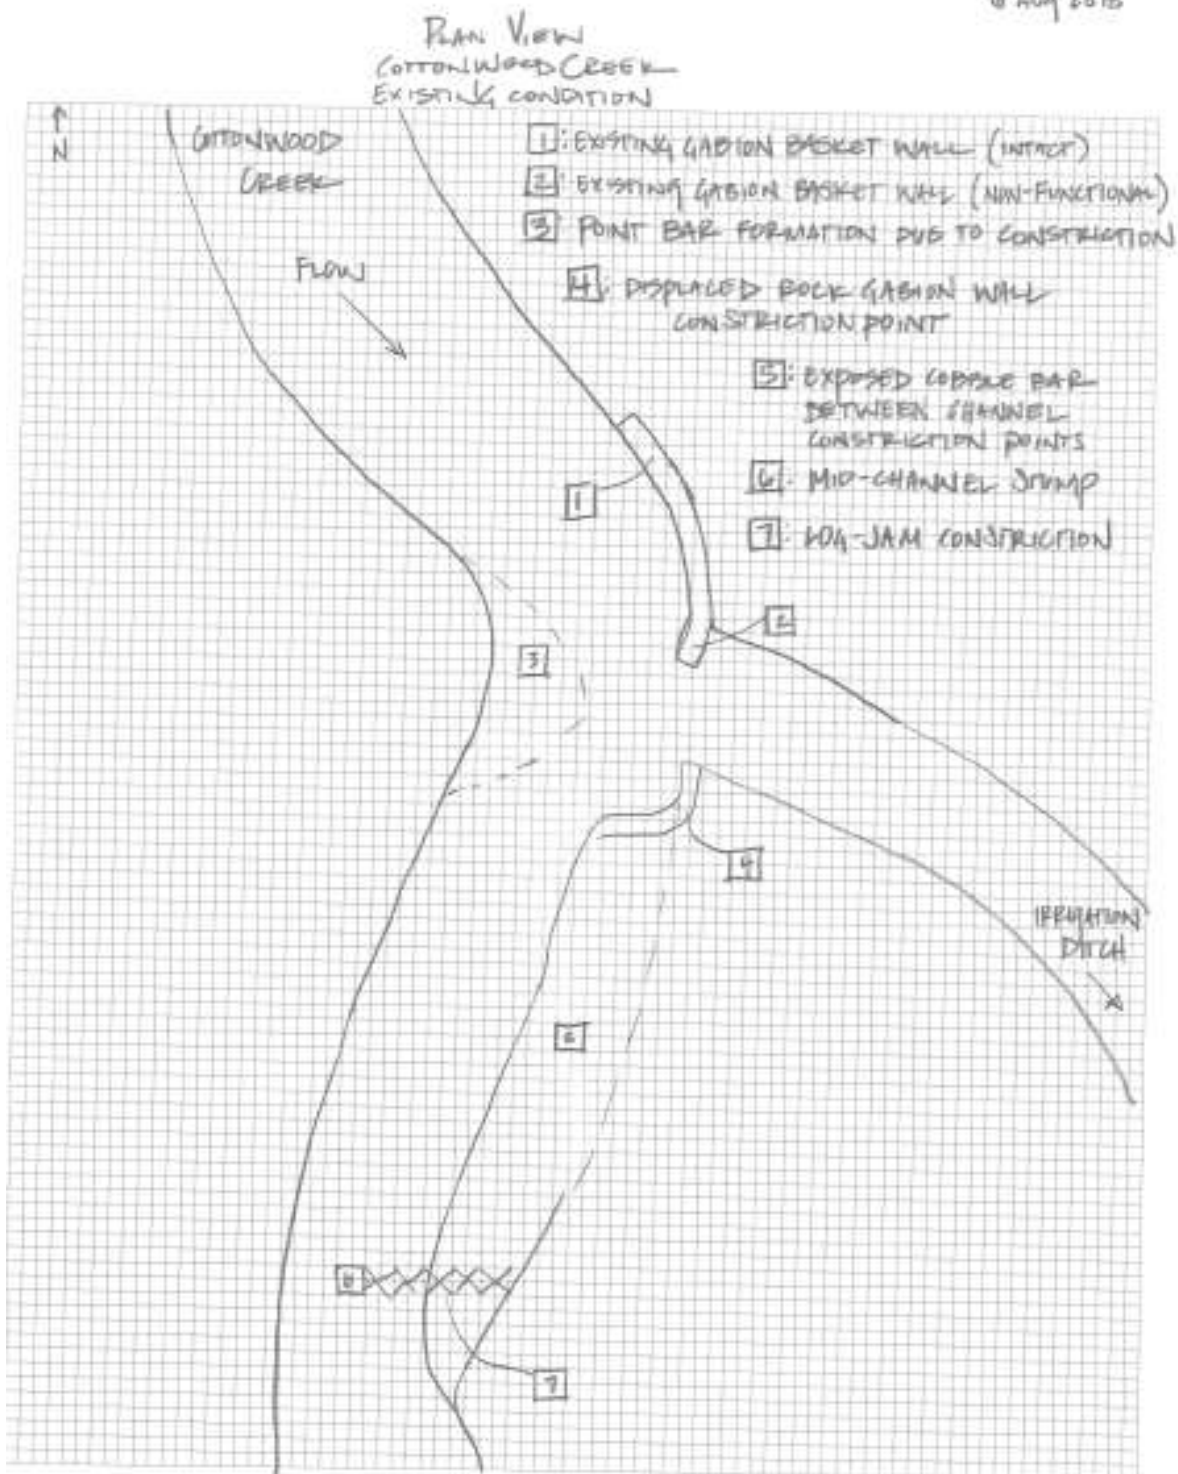 AUG 2015
PLAN VIEW
COTTONWOOD CREEK
EXISTING CONDITION
N
COTTONWOOD
CREEK
FLOW
1: EXISTING GABION BASKET WALL (INTACT)
2: EXISTING GABION BASKET WALL (NON-FUNCTIONAL)
3: POINT BAR FORMATION DUE TO CONSTRICTION
4: DISPLACED ROCK GABION WALL
CONSTRICTION POINT
5: EXPOSED COBBLE BAR
BETWEEN CHANNEL
CONSTRICTION POINTS
6: MID-CHANNEL STUMP
7: LOG-JAM CONSTRICTION
1
2
3
4
IRRIGATION
DITCH
5
6
7